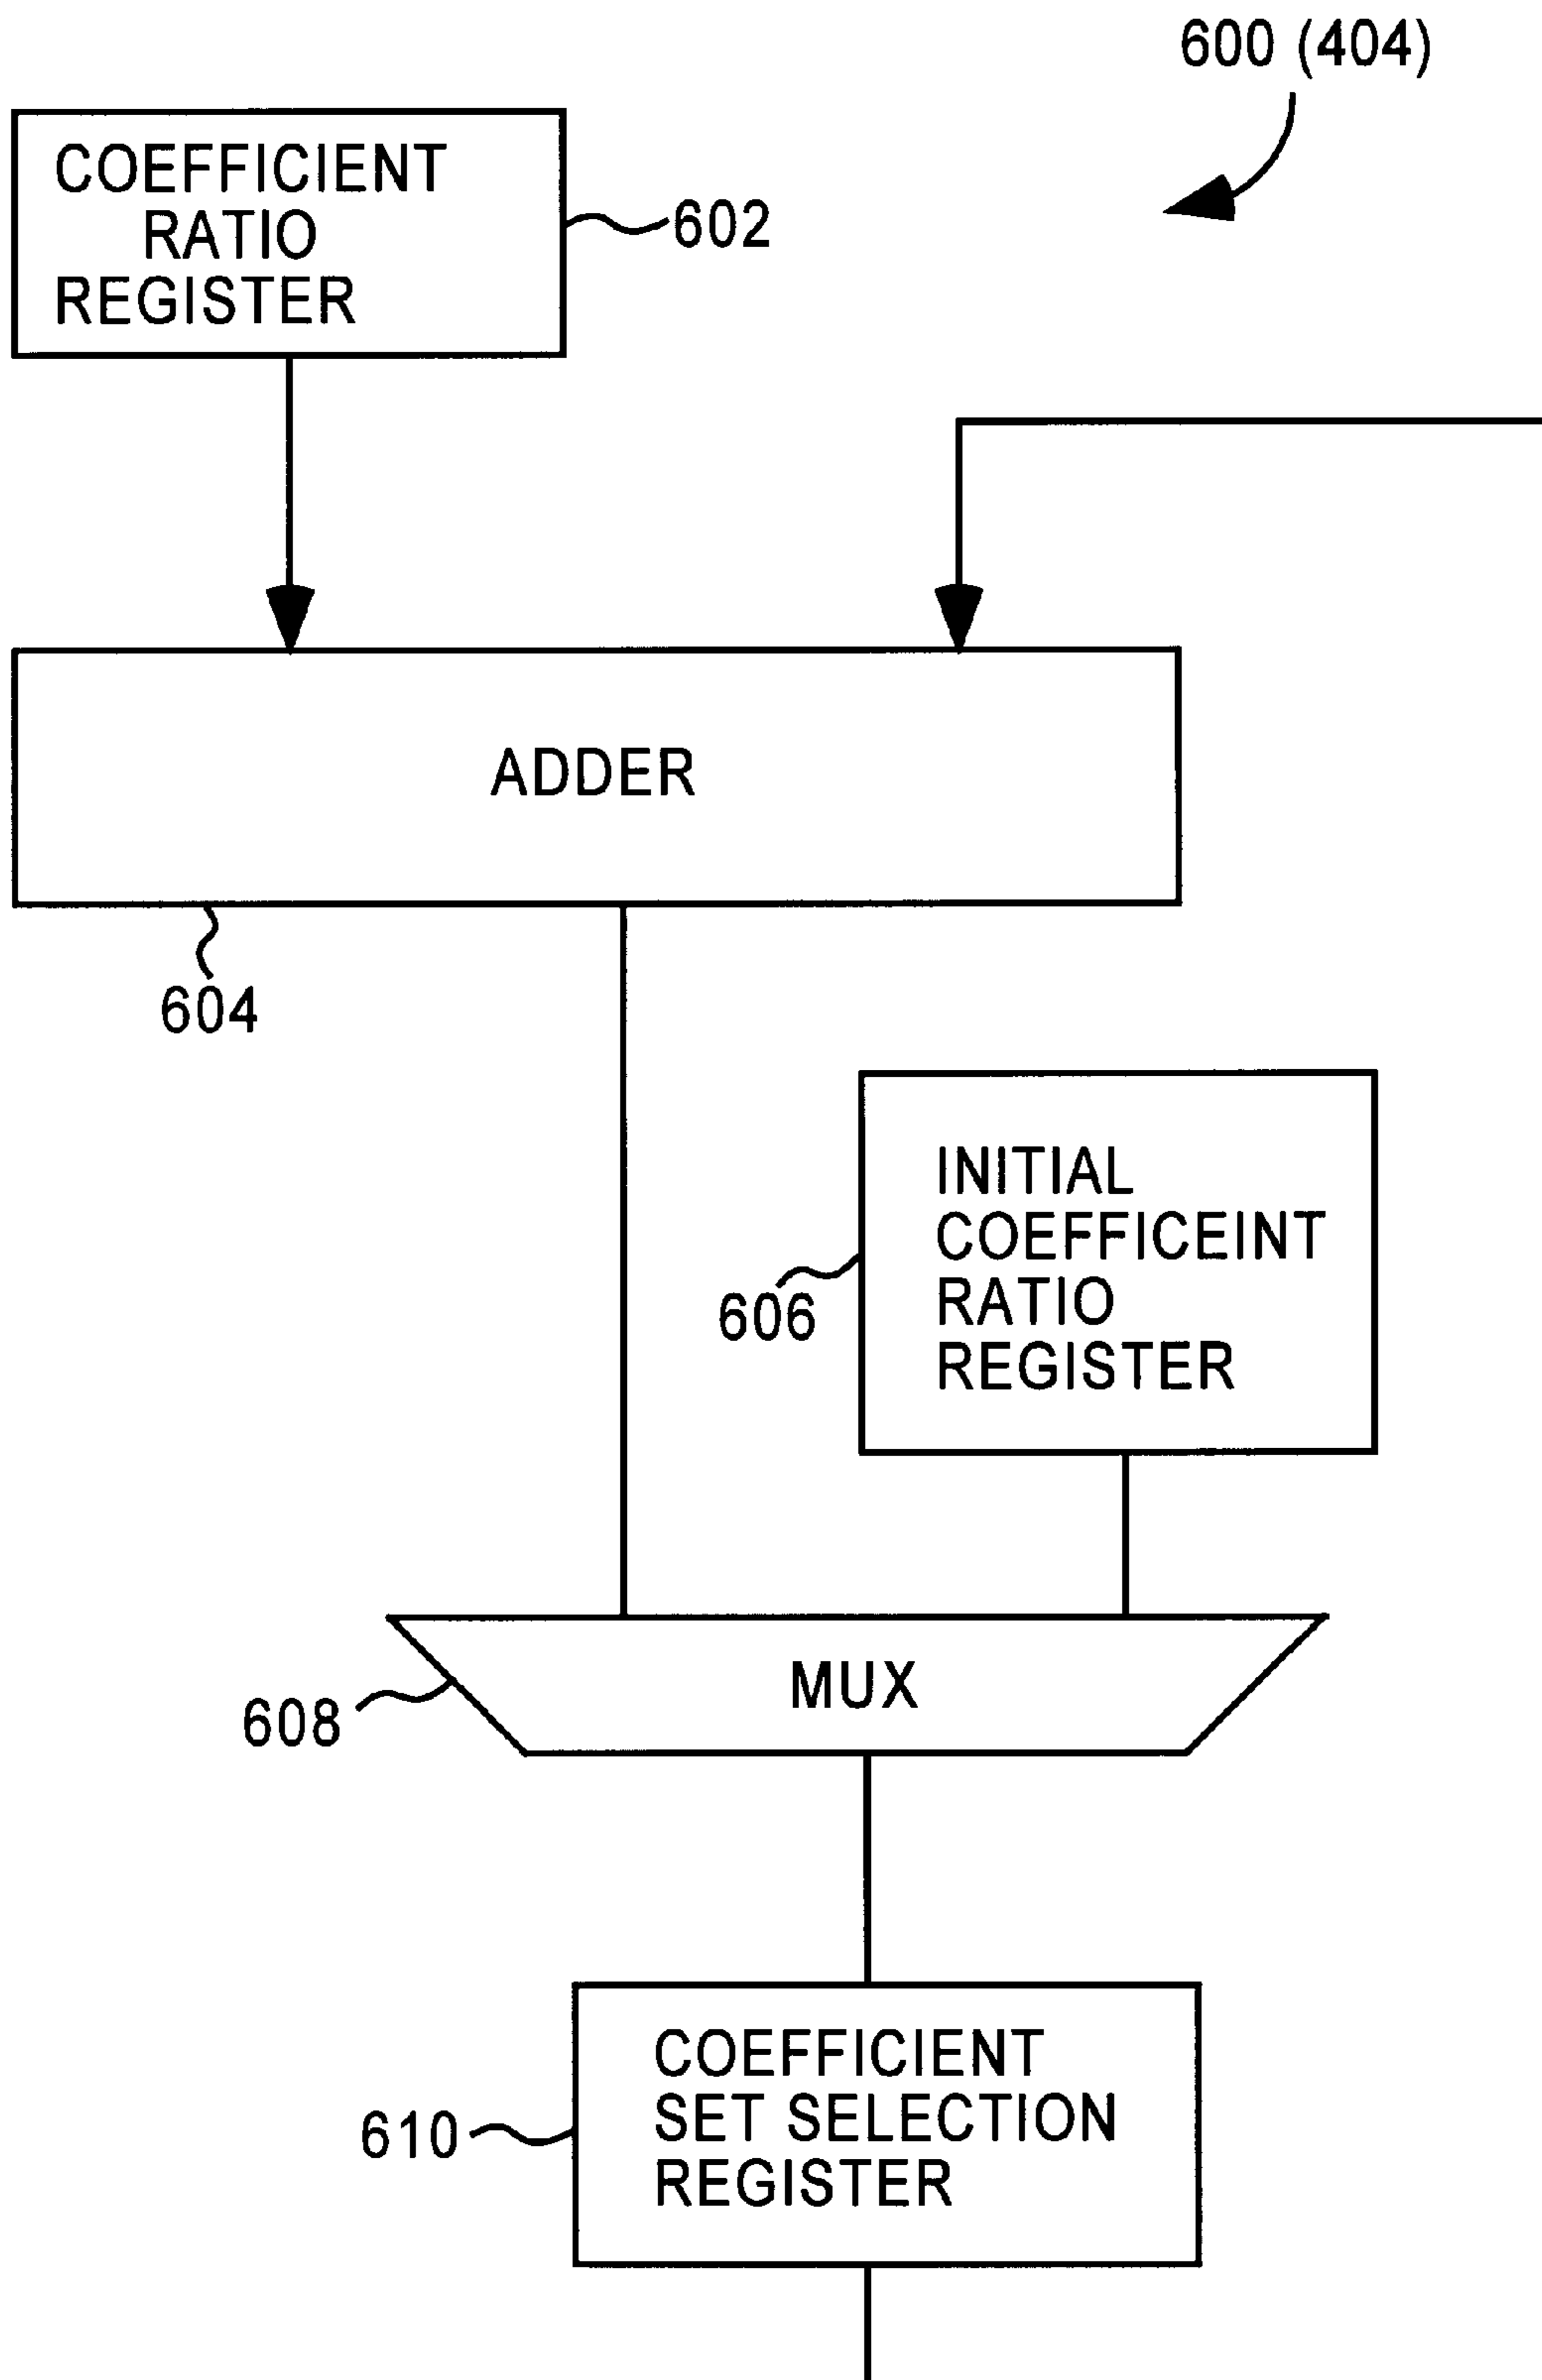 600 (404)
COEFFICIENT
RATIO
REGISTER
602
ADDER
604
INITIAL
COEFFICEINT
RATIO
REGISTER
606
MUX
608
COEFFICIENT
SET SELECTION
REGISTER
610